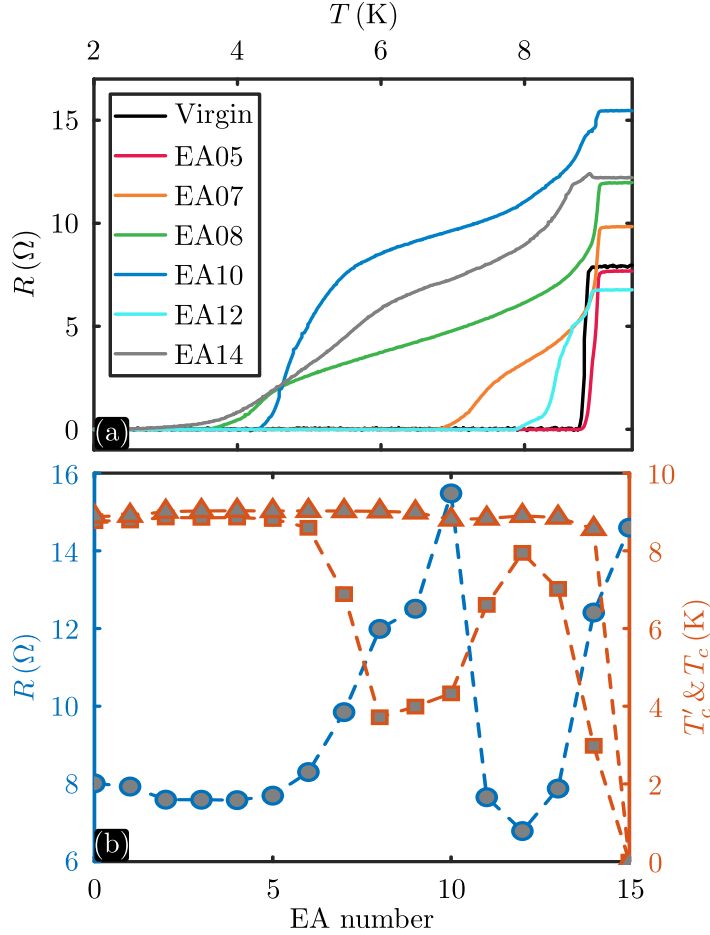 T (K)
2 4 6 8
15
10
5
0
R (Ω)
Virgin
EA05
EA07
EA08
EA10
EA12
EA14
(a)
16
14
12
10
8
6
R (Ω)
10
8
6
4
2
0
T′c & Tc (K)
(b)
0 5 10 15
EA number